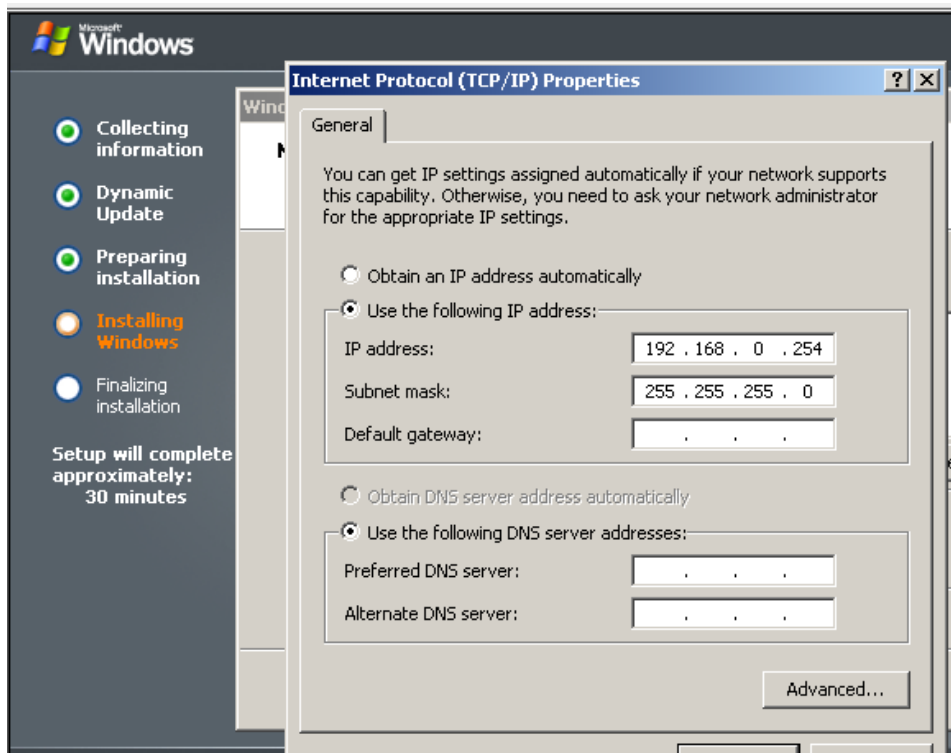 Microsoft
Windows
Internet Protocol (TCP/IP) Properties
General
You can get IP settings assigned automatically if your network supports
this capability. Otherwise, you need to ask your network administrator
for the appropriate IP settings.
Obtain an IP address automatically
Use the following IP address:
IP address: 192 . 168 . 0 . 254
Subnet mask: 255 . 255 . 255 . 0
Default gateway: . . .
Obtain DNS server address automatically
Use the following DNS server addresses:
Preferred DNS server: . . .
Alternate DNS server: . . .
Advanced...
Collecting
information
Dynamic
Update
Preparing
installation
Installing
Windows
Finalizing
installation
Setup will complete
approximately:
30 minutes